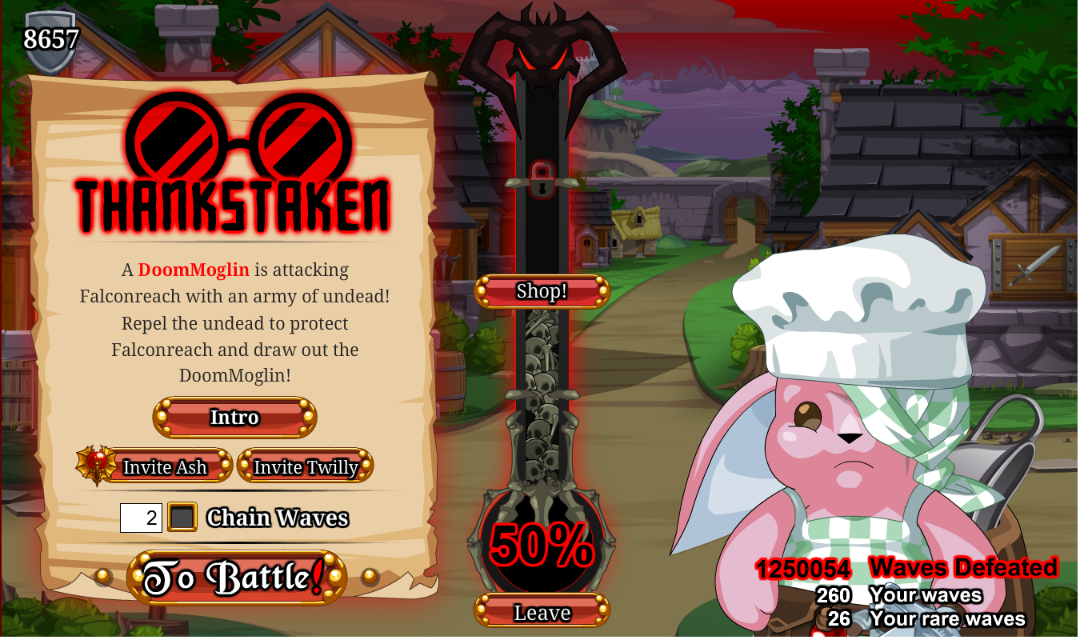 8657
THANKSTAKEN
A DoomMoglin is attacking
Falconreach with an army of undead!
Repel the undead to protect
Falconreach and draw out the
DoomMoglin!
Intro
Invite Ash
Invite Twilly
2 Chain Waves
To Battle!
Shop!
50%
Leave
1250054 Waves Defeated
260 Your waves
26 Your rare waves